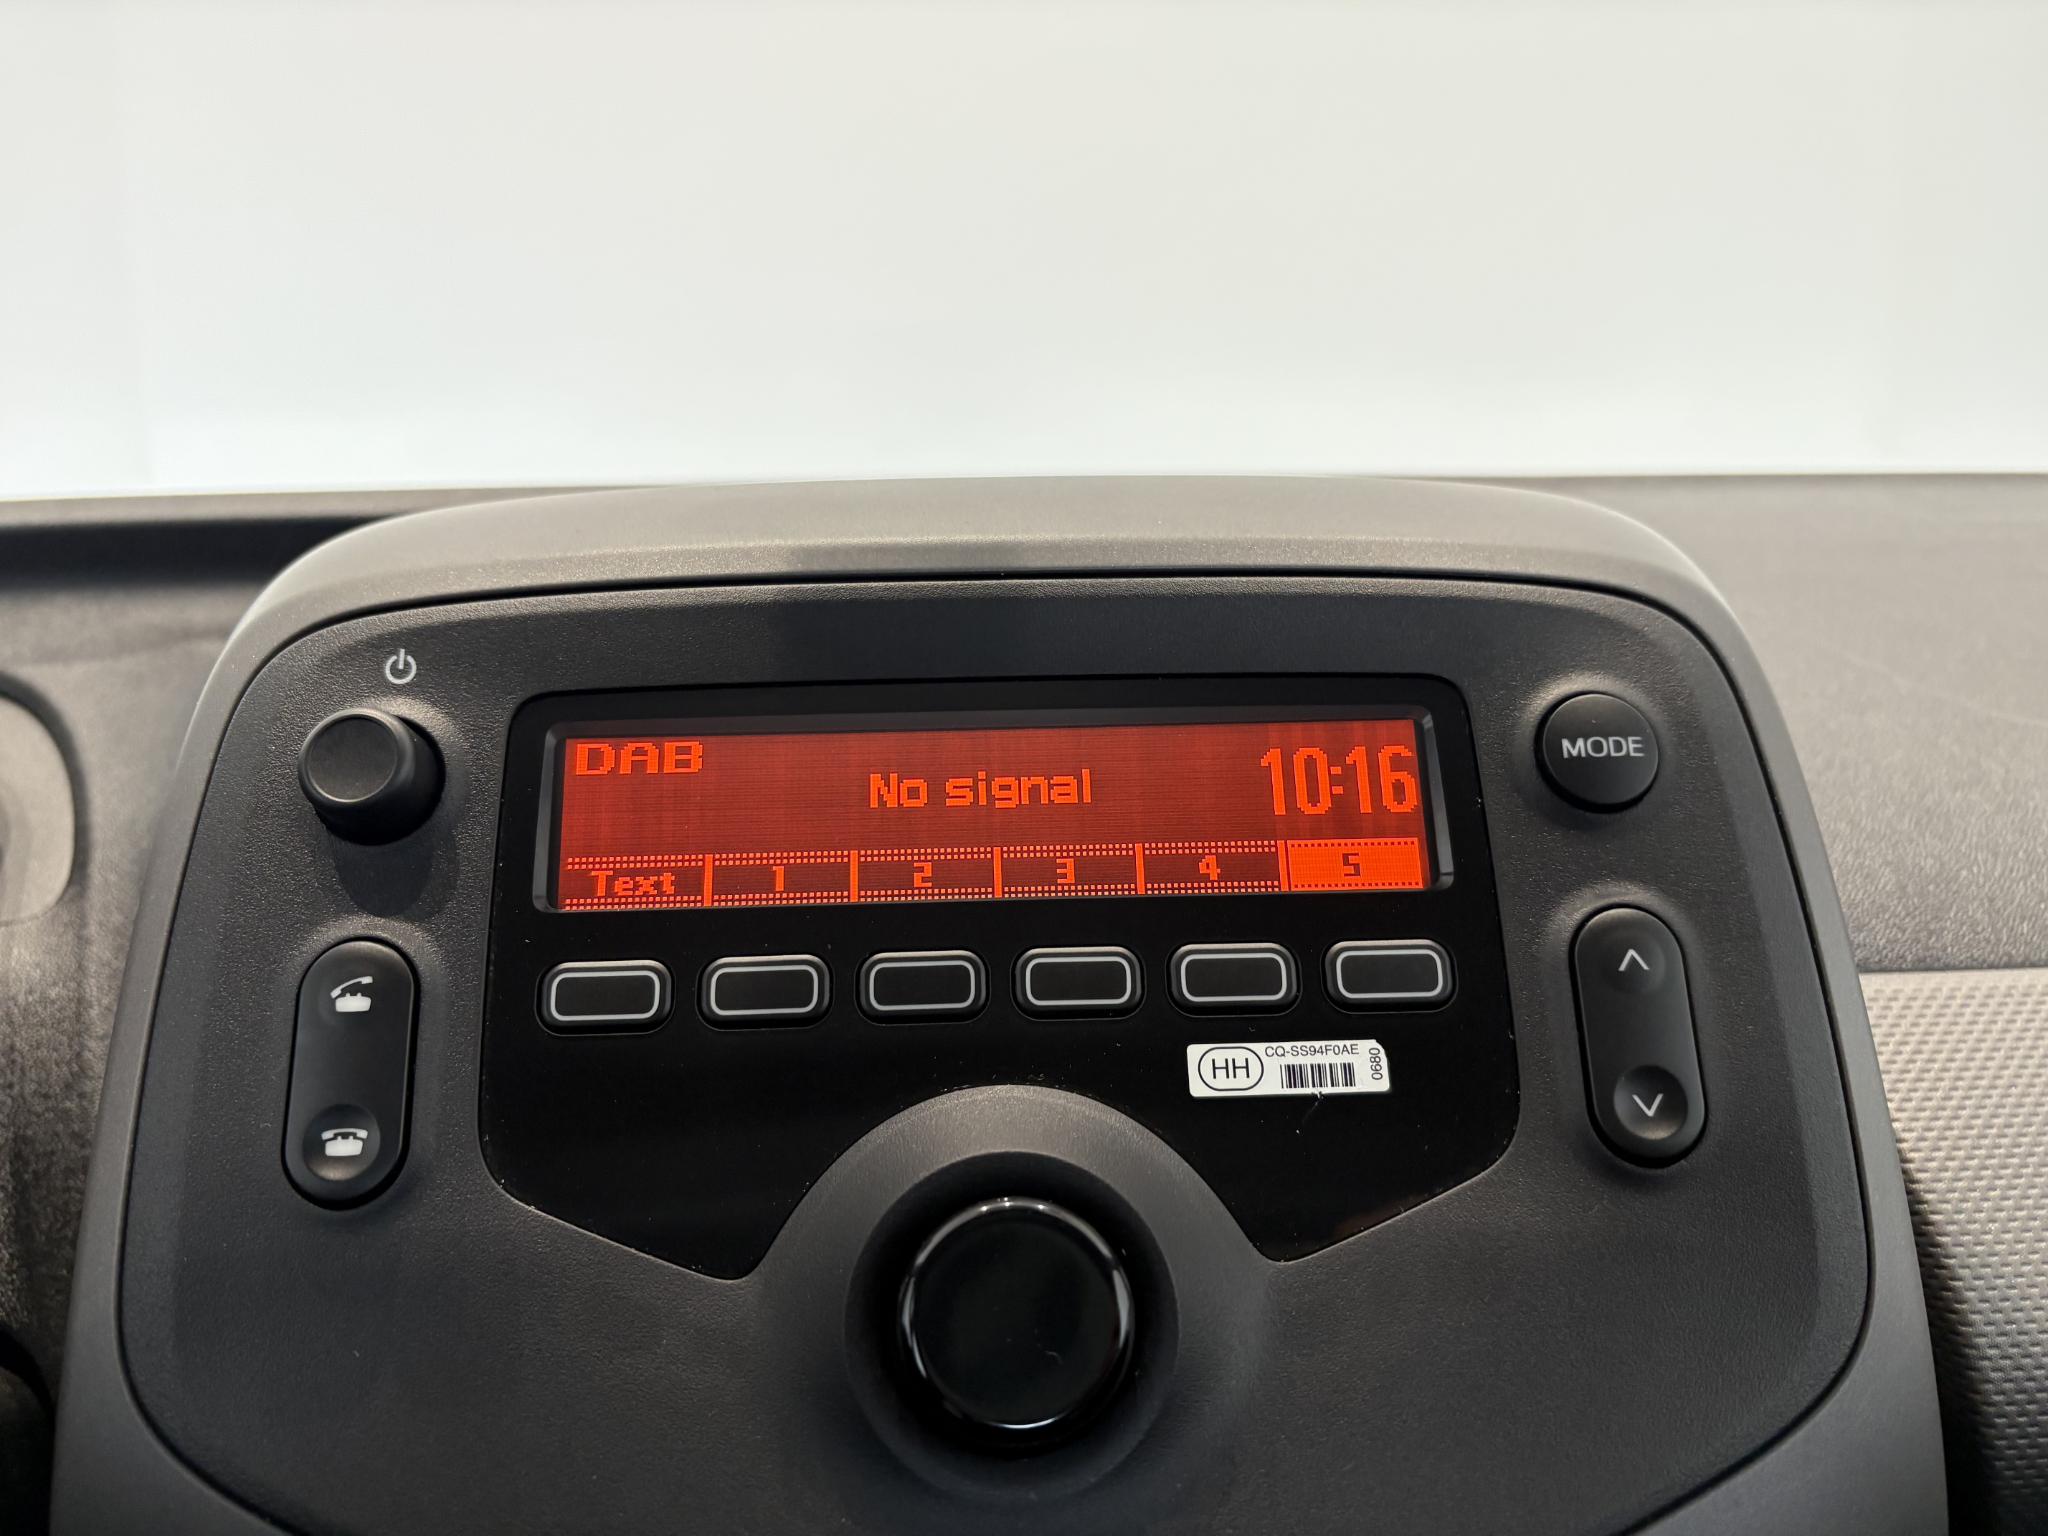 DAB
No signal
10:16
Text 1 2 3 4 5
MODE
HH
CQ-SS94F0AE
0680